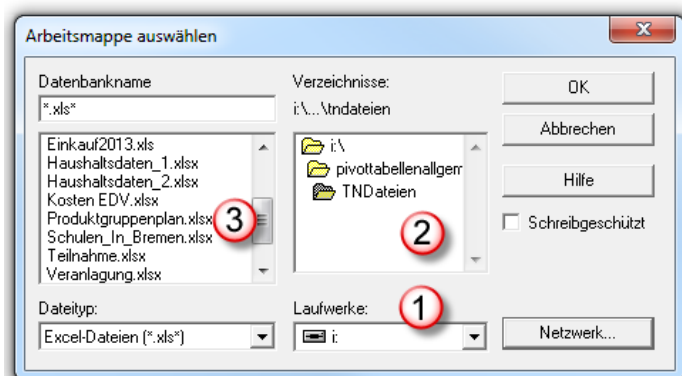 Arbeitsmappe auswählen
Datenbankname
*.xls*
Einkauf2013.xls
Haushaltsdaten_1.xlsx
Haushaltsdaten_2.xlsx
Kosten EDV.xlsx
Produktgruppenplan.xlsx
Schulen_In_Bremen.xlsx
Teilnahme.xlsx
Veranlagung.xlsx
3
Dateityp:
Excel-Dateien (*.xls*)
Verzeichnisse:
i:\...\tndateien
i:\
pivottabellenallgem
TNDateien
2
Laufwerke:
1
i:
OK
Abbrechen
Hilfe
Schreibgeschützt
Netzwerk...